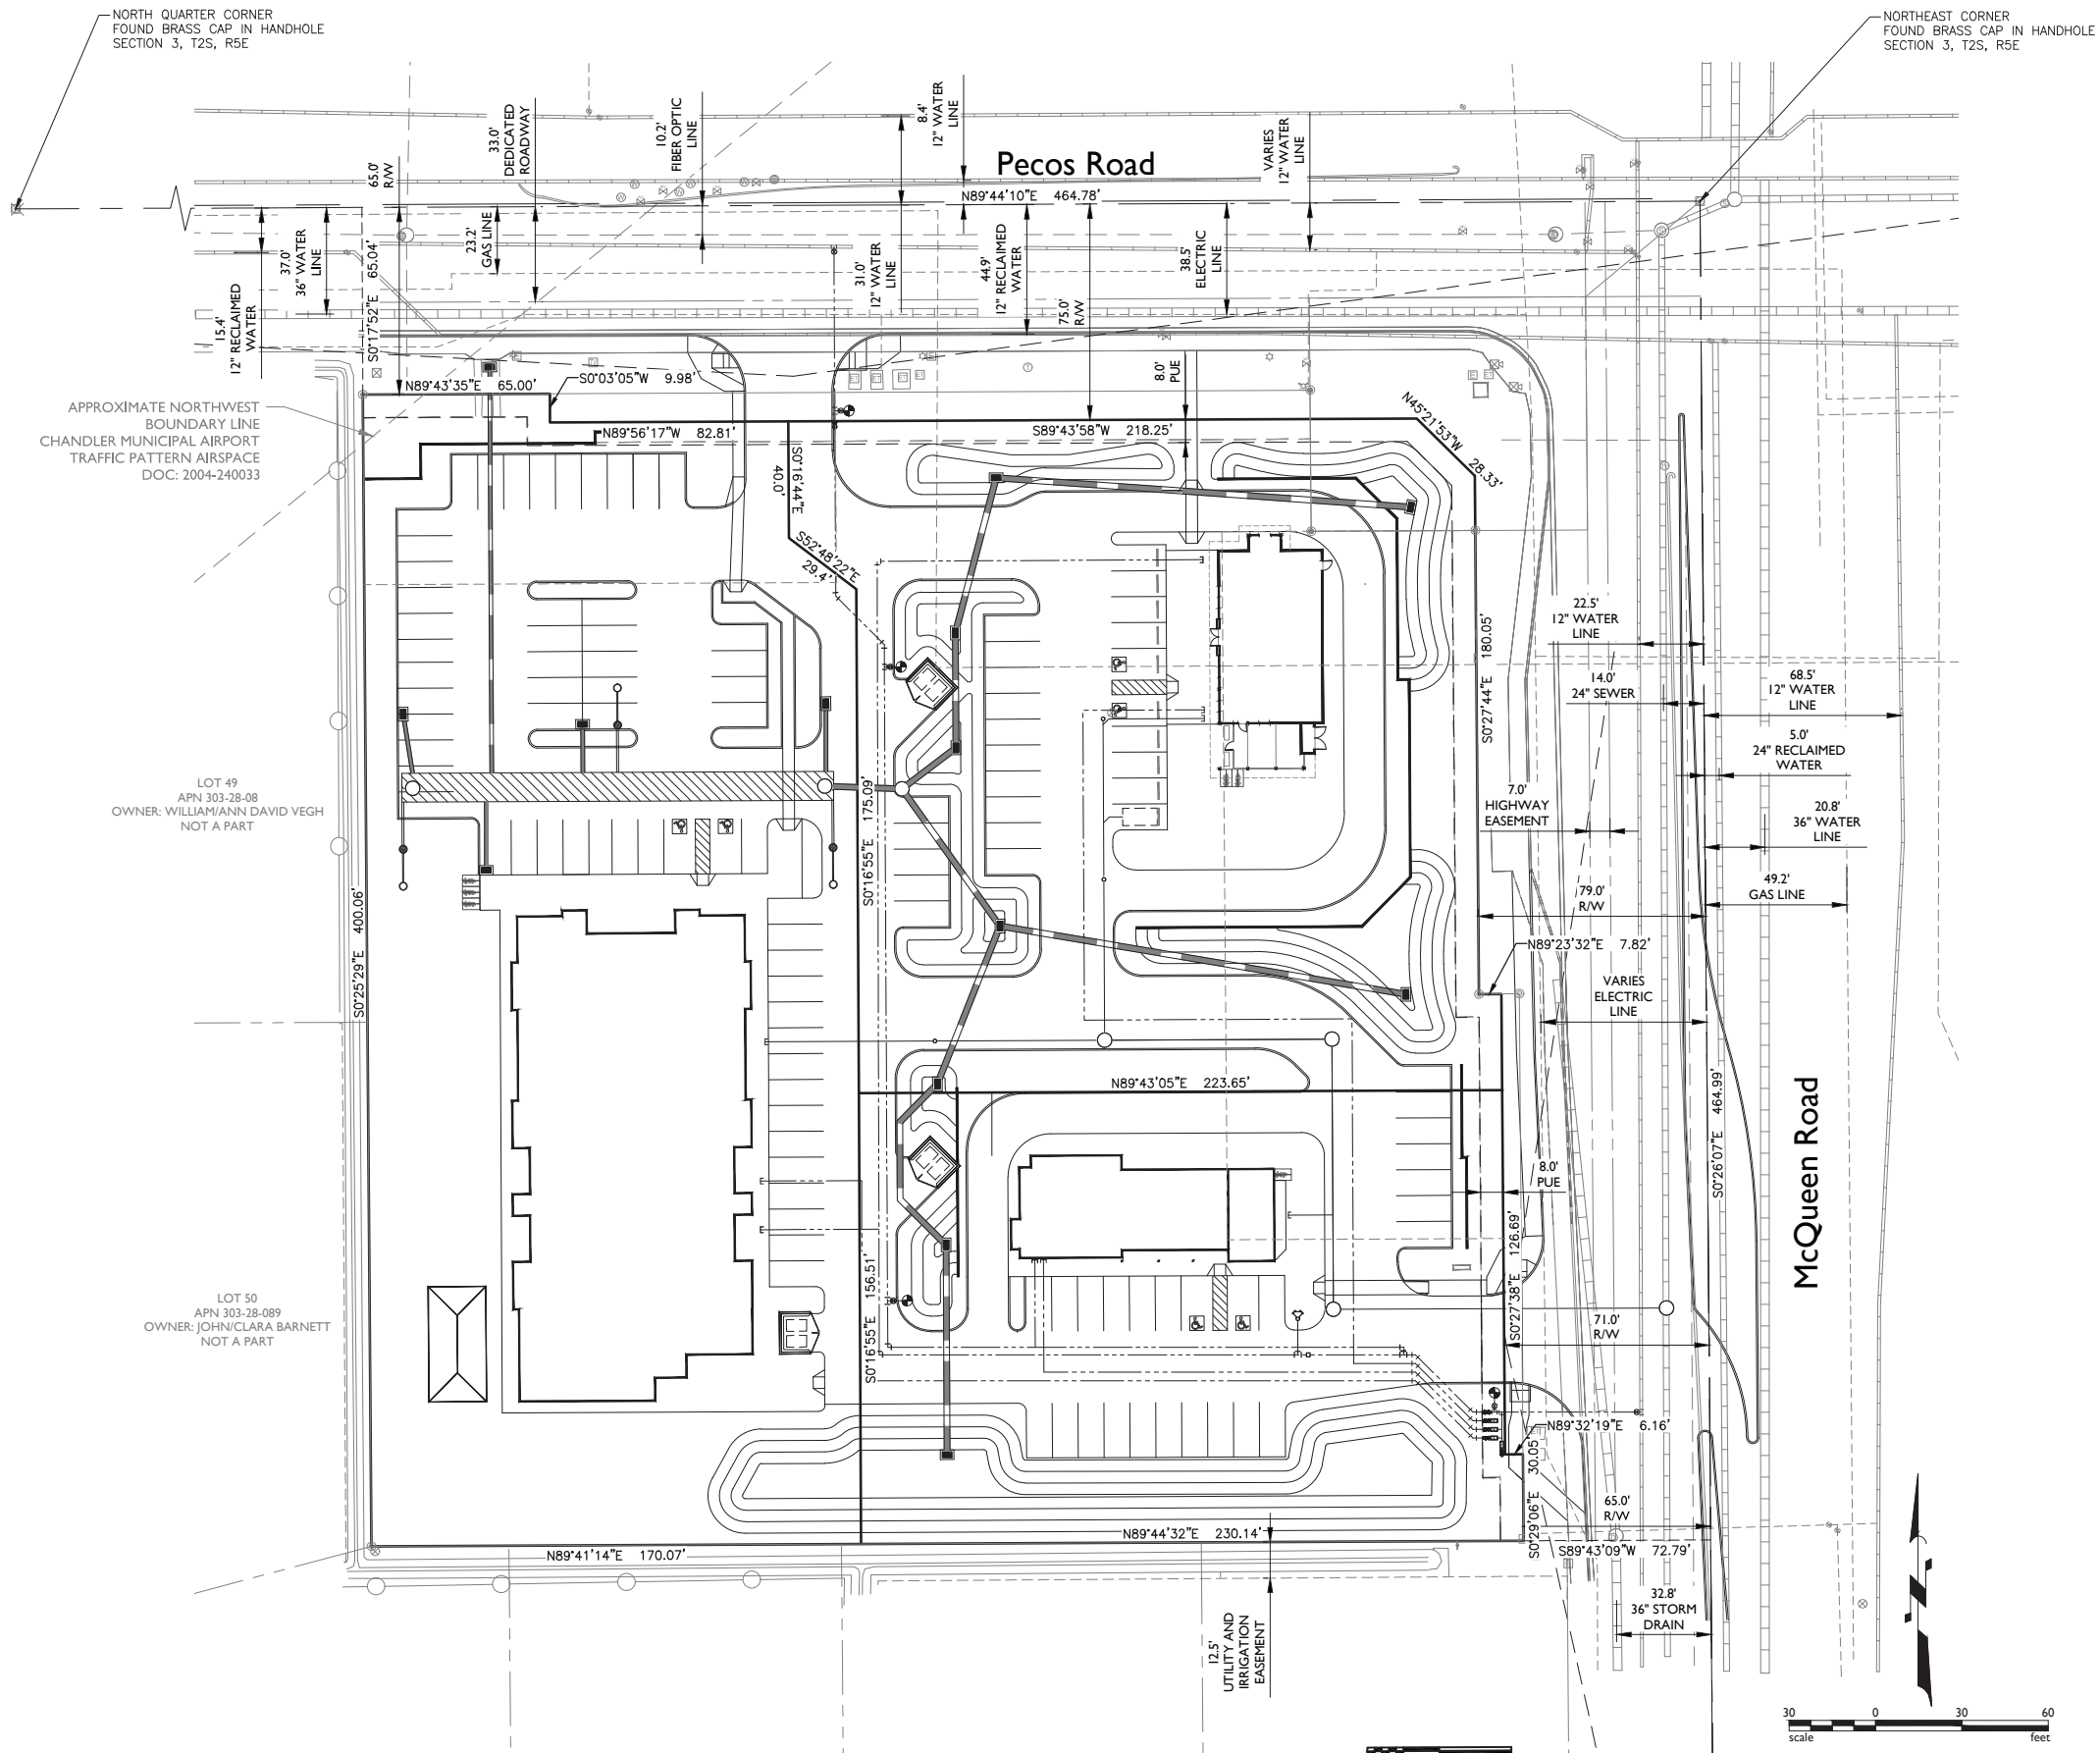 NORTH QUARTER CORNER
FOUND BRASS CAP IN HANDHOLE
SECTION 3, T2S, R5E
NORTHEAST CORNER
FOUND BRASS CAP IN HANDHOLE
SECTION 3, T2S, R5E
65.0'
R/W
33.0'
DEDICATED
ROADWAY
10.2'
FIBER OPTIC
LINE
8.4'
12" WATER
LINE
Pecos Road
VARIES
12" WATER
LINE
N89°44'10"E 464.78'
15.4'
12" RECLAIMED
WATER
37.0'
36" WATER
LINE
S0°17'52"E 65.04'
23.2'
GAS LINE
31.0'
12" WATER
LINE
44.9'
12" RECLAIMED
WATER
75.0'
R/W
38.5'
ELECTRIC
LINE
8.0'
PUE
N89°43'35"E 65.00'
S0°03'05"W 9.98'
APPROXIMATE NORTHWEST
BOUNDARY LINE
CHANDLER MUNICIPAL AIRPORT
TRAFFIC PATTERN AIRSPACE
DOC: 2004-240033
N89°56'17"W 82.81'
S89°43'58"W 218.25'
N45°21'53"W 28.33'
S0°16'44"E
40.0'
S52°48'22"E
29.4'
S0°27'44"E 180.05'
22.5'
12" WATER
LINE
14.0'
24" SEWER
68.5'
12" WATER
LINE
5.0'
24" RECLAIMED
WATER
7.0'
HIGHWAY
EASEMENT
20.8'
36" WATER
LINE
49.2'
GAS LINE
79.0'
R/W
LOT 49
APN 303-28-08
OWNER: WILLIAM/ANN DAVID VEGH
NOT A PART
S0°16'55"E 175.09'
S0°25'29"E 400.06'
N89°23'32"E 7.82'
VARIES
ELECTRIC
LINE
N89°43'05"E 223.65'
S0°26'07"E 464.99'
McQueen Road
8.0'
PUE
S0°27'38"E 126.69'
LOT 50
APN 303-28-089
OWNER: JOHN/CLARA BARNETT
NOT A PART
S0°16'55"E 156.51'
71.0'
R/W
N89°32'19"E 6.16'
S0°29'06"E 30.05'
65.0'
R/W
N89°44'32"E 230.14'
N89°41'14"E 170.07'
S89°43'09"W 72.79'
32.8'
36" STORM
DRAIN
12.5'
UTILITY AND
IRRIGATION
EASEMENT
30 0 30 60
scale feet